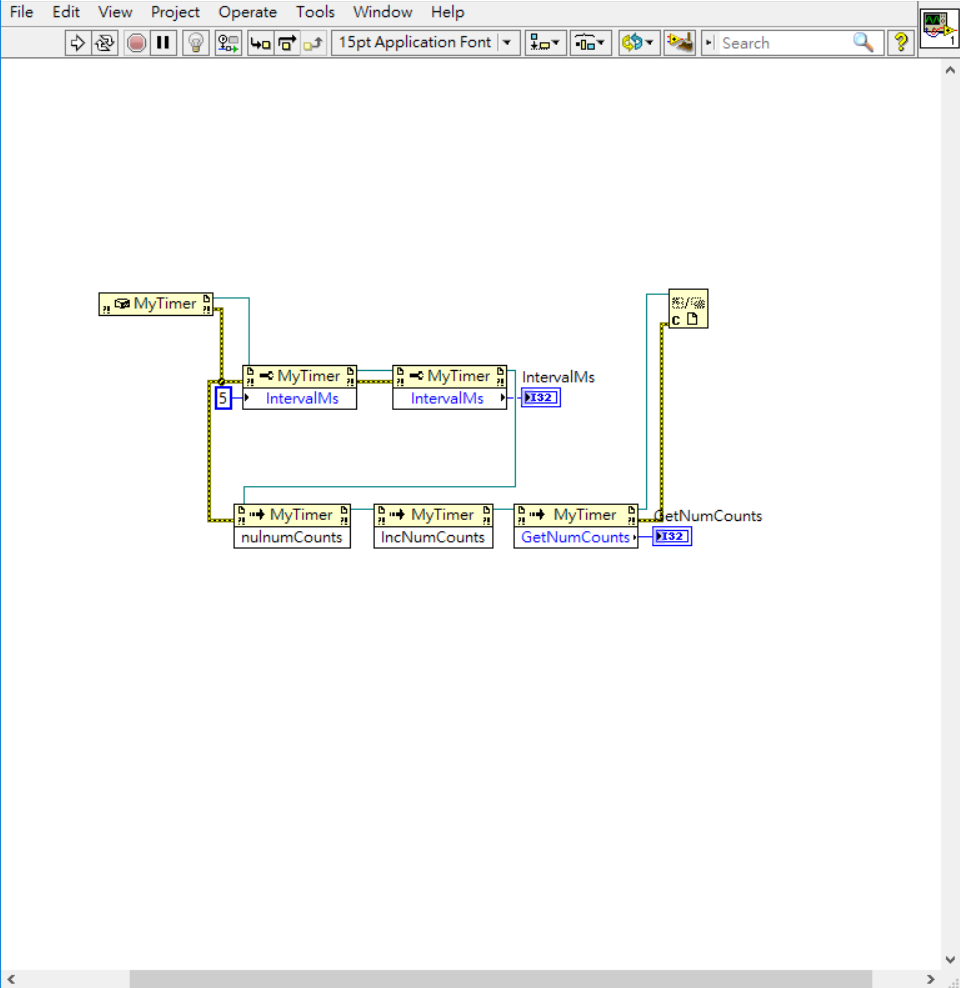 File Edit View Project Operate Tools Window Help
15pt Application Font Search ? 1
MyTimer
C
MyTimer MyTimer IntervalMs
5 IntervalMs IntervalMs I32
MyTimer MyTimer MyTimer GetNumCounts
nulnumCounts IncNumCounts GetNumCounts I32